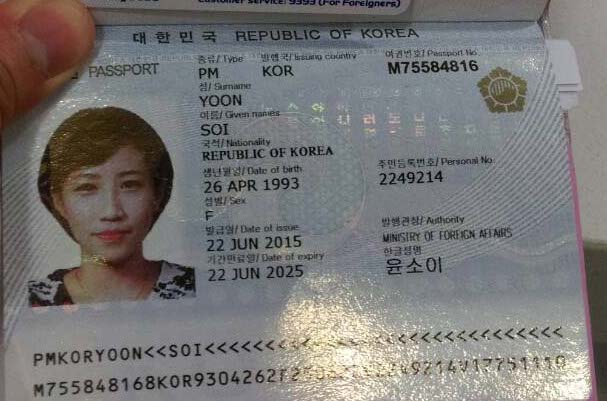 Customer service: 9393 (For Foreigners)
대한민국 REPUBLIC OF KOREA
PASSPORT
종류/Type 발행국/Issuing country 여권번호/Passport No.
PM KOR M75584816
성/Surname
YOON
이름/Given names
SOI
국적/Nationality
REPUBLIC OF KOREA
생년월일/Date of birth 주민등록번호/Personal No.
26 APR 1993 2249214
성별/Sex
F
발급일/Date of issue 발행관청/Authority
22 JUN 2015 MINISTRY OF FOREIGN AFFAIRS
기간만료일/Date of expiry 한글성명
22 JUN 2025 윤소이
PMKORYOON<<SOI<<<<<<<<<<<<<<<<<<<<<<<<<<<<<<
M755848168KOR9304262F